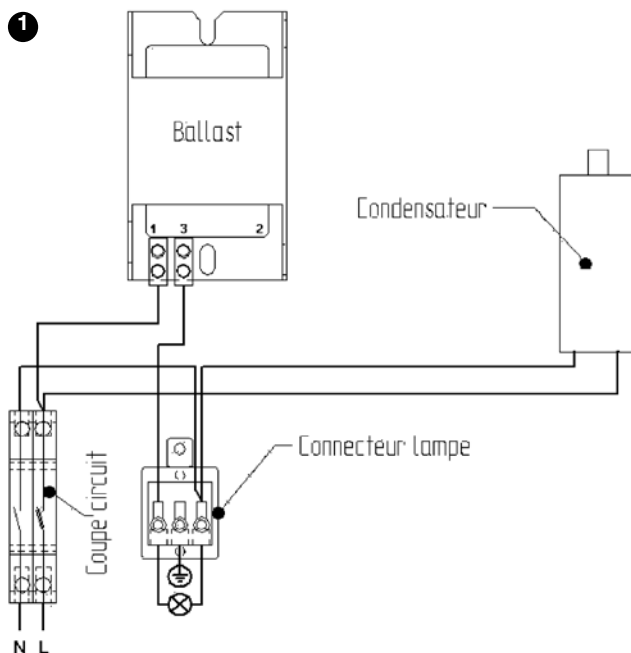 1
Ballast
1 3 2
Condensateur
Connecteur lampe
Coupe circuit
N L